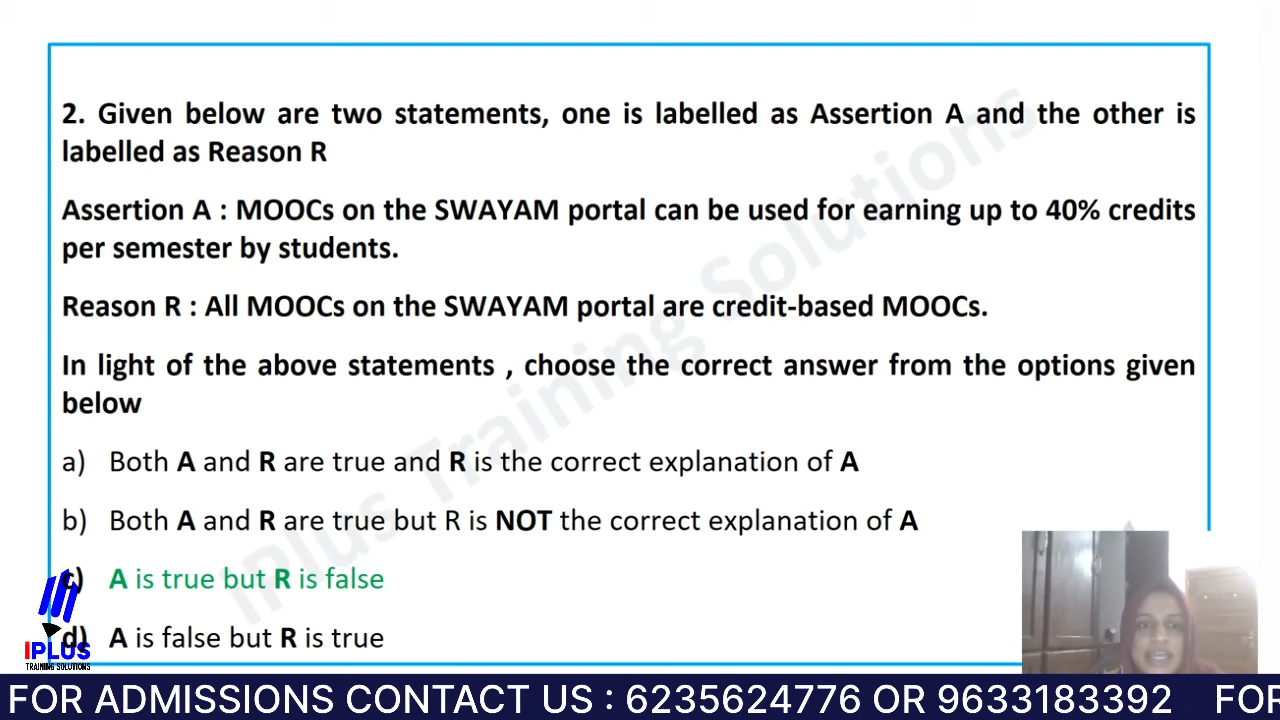 2. Given below are two statements, one is labelled as Assertion A and the other is
labelled as Reason R
Assertion A : MOOCs on the SWAYAM portal can be used for earning up to 40% credits
per semester by students.
Reason R : All MOOCs on the SWAYAM portal are credit-based MOOCs.
In light of the above statements , choose the correct answer from the options given
below
a) Both A and R are true and R is the correct explanation of A
b) Both A and R are true but R is NOT the correct explanation of A
c) A is true but R is false
d) A is false but R is true
IPlus Training Solutions
IPLUS
TRAINING SOLUTIONS
FOR ADMISSIONS CONTACT US : 6235624776 OR 9633183392 FOR